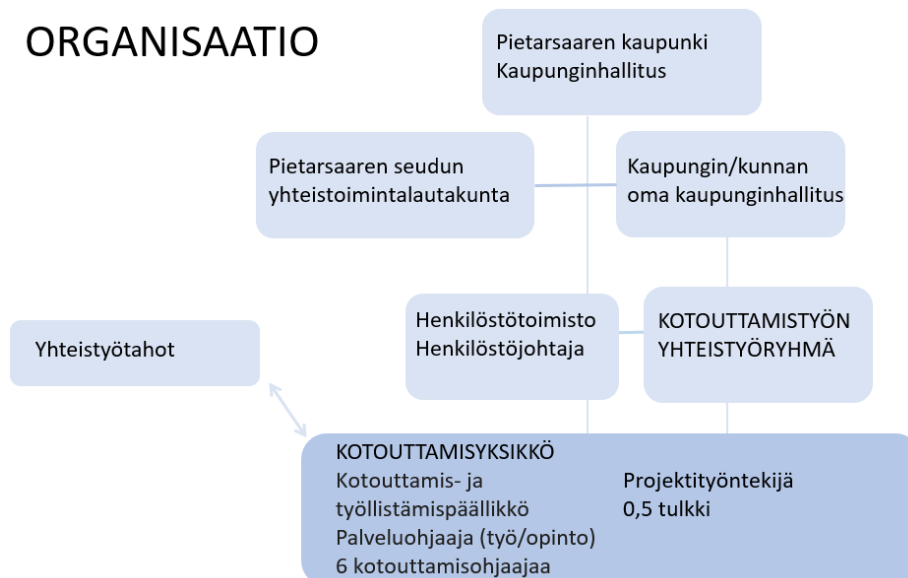 ORGANISAATIO
Pietarsaaren kaupunki
Kaupunginhallitus
Pietarsaaren seudun
yhteistoimintalautakunta
Kaupungin/kunnan
oma kaupunginhallitus
Henkilöstötoimisto
Henkilöstöjohtaja
KOTOUTTAMISTYÖN
YHTEISTYÖRYHMÄ
Yhteistyötahot
KOTOUTTAMISYKSIKKÖ
Kotouttamis- ja
työllistämispäällikkö
Palveluohjaaja (työ/opinto)
6 kotouttamisohjaajaa
Projektityöntekijä
0,5 tulkki